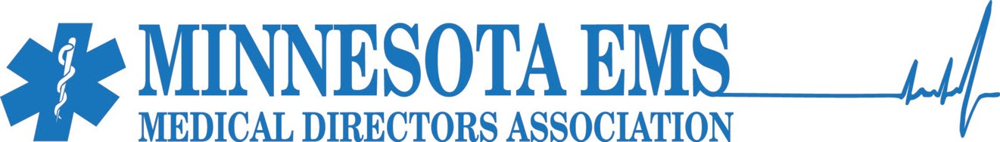 MINNESOTA EMS
MEDICAL DIRECTORS ASSOCIATION